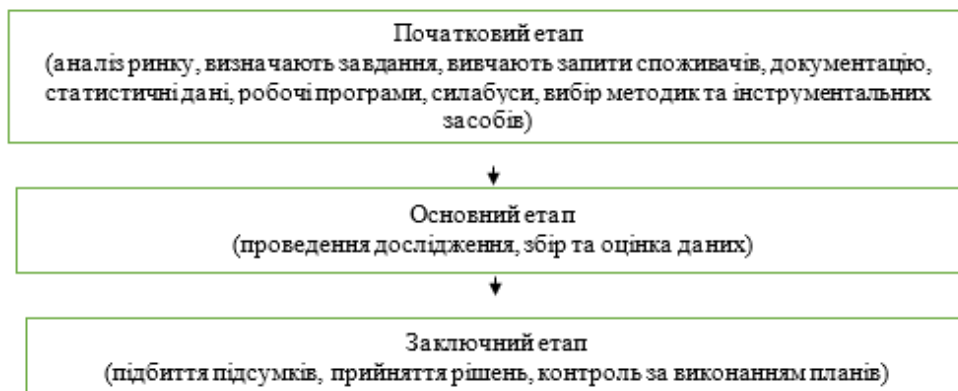 Початковий етап
(аналіз ринку, визначають завдання, вивчають запити споживачів, документацію,
статистичні дані, робочі програми, силабуси, вибір методик та інструментальних
засобів)
Основний етап
(проведення дослідження, збір та оцінка даних)
Заключний етап
(підбиття підсумків, прийняття рішень, контроль за виконанням планів)